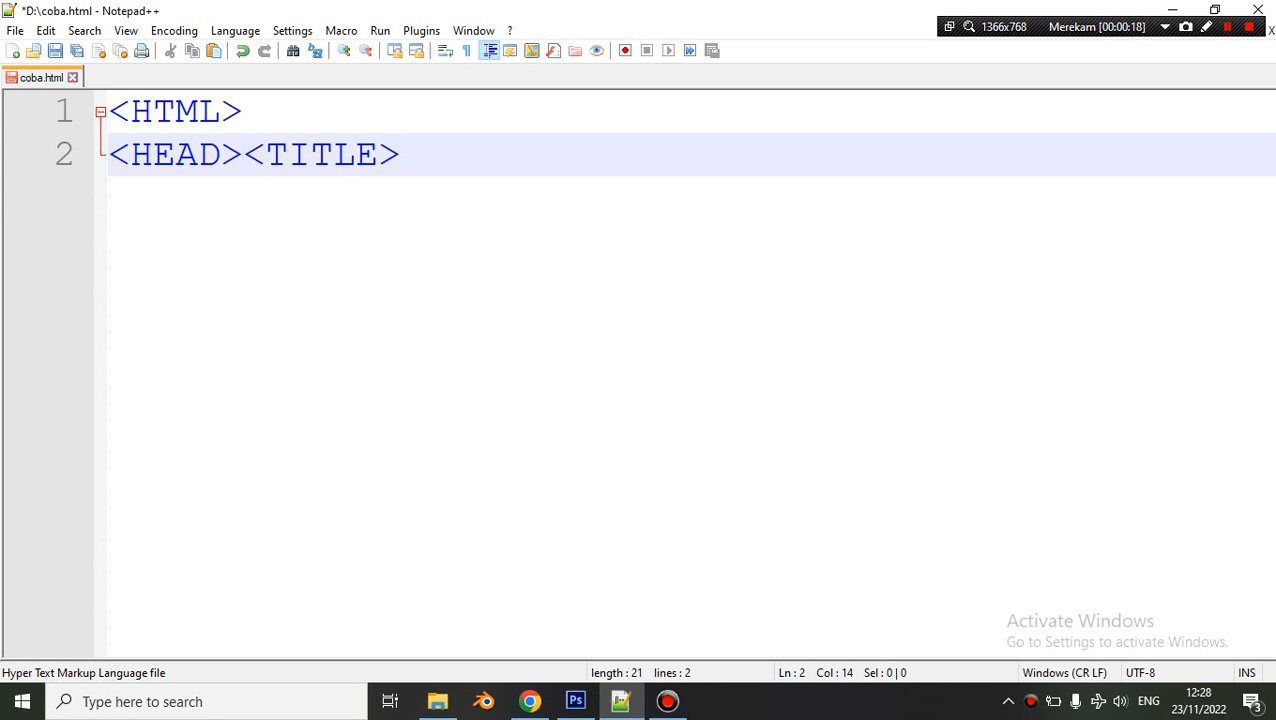 *D:\coba.html - Notepad++
File Edit Search View Encoding Language Settings Macro Run Plugins Window ?
1366x768 Merekam [00:00:18]
coba.html
1 <HTML>
2 <HEAD><TITLE>
Activate Windows
Go to Settings to activate Windows.
Hyper Text Markup Language file length : 21 lines : 2 Ln : 2 Col : 14 Sel : 0 | 0 Windows (CR LF) UTF-8 INS
Type here to search
Ps
ENG
12:28
23/11/2022
3